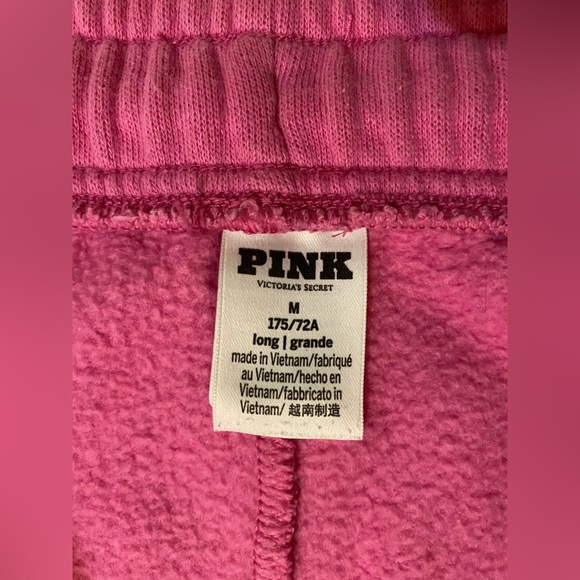 PINK
VICTORIA'S SECRET
M
175/72A
long | grande
made in Vietnam/fabriqué
au Vietnam/hecho en
Vietnam/fabbricato in
Vietnam/ 越南制造